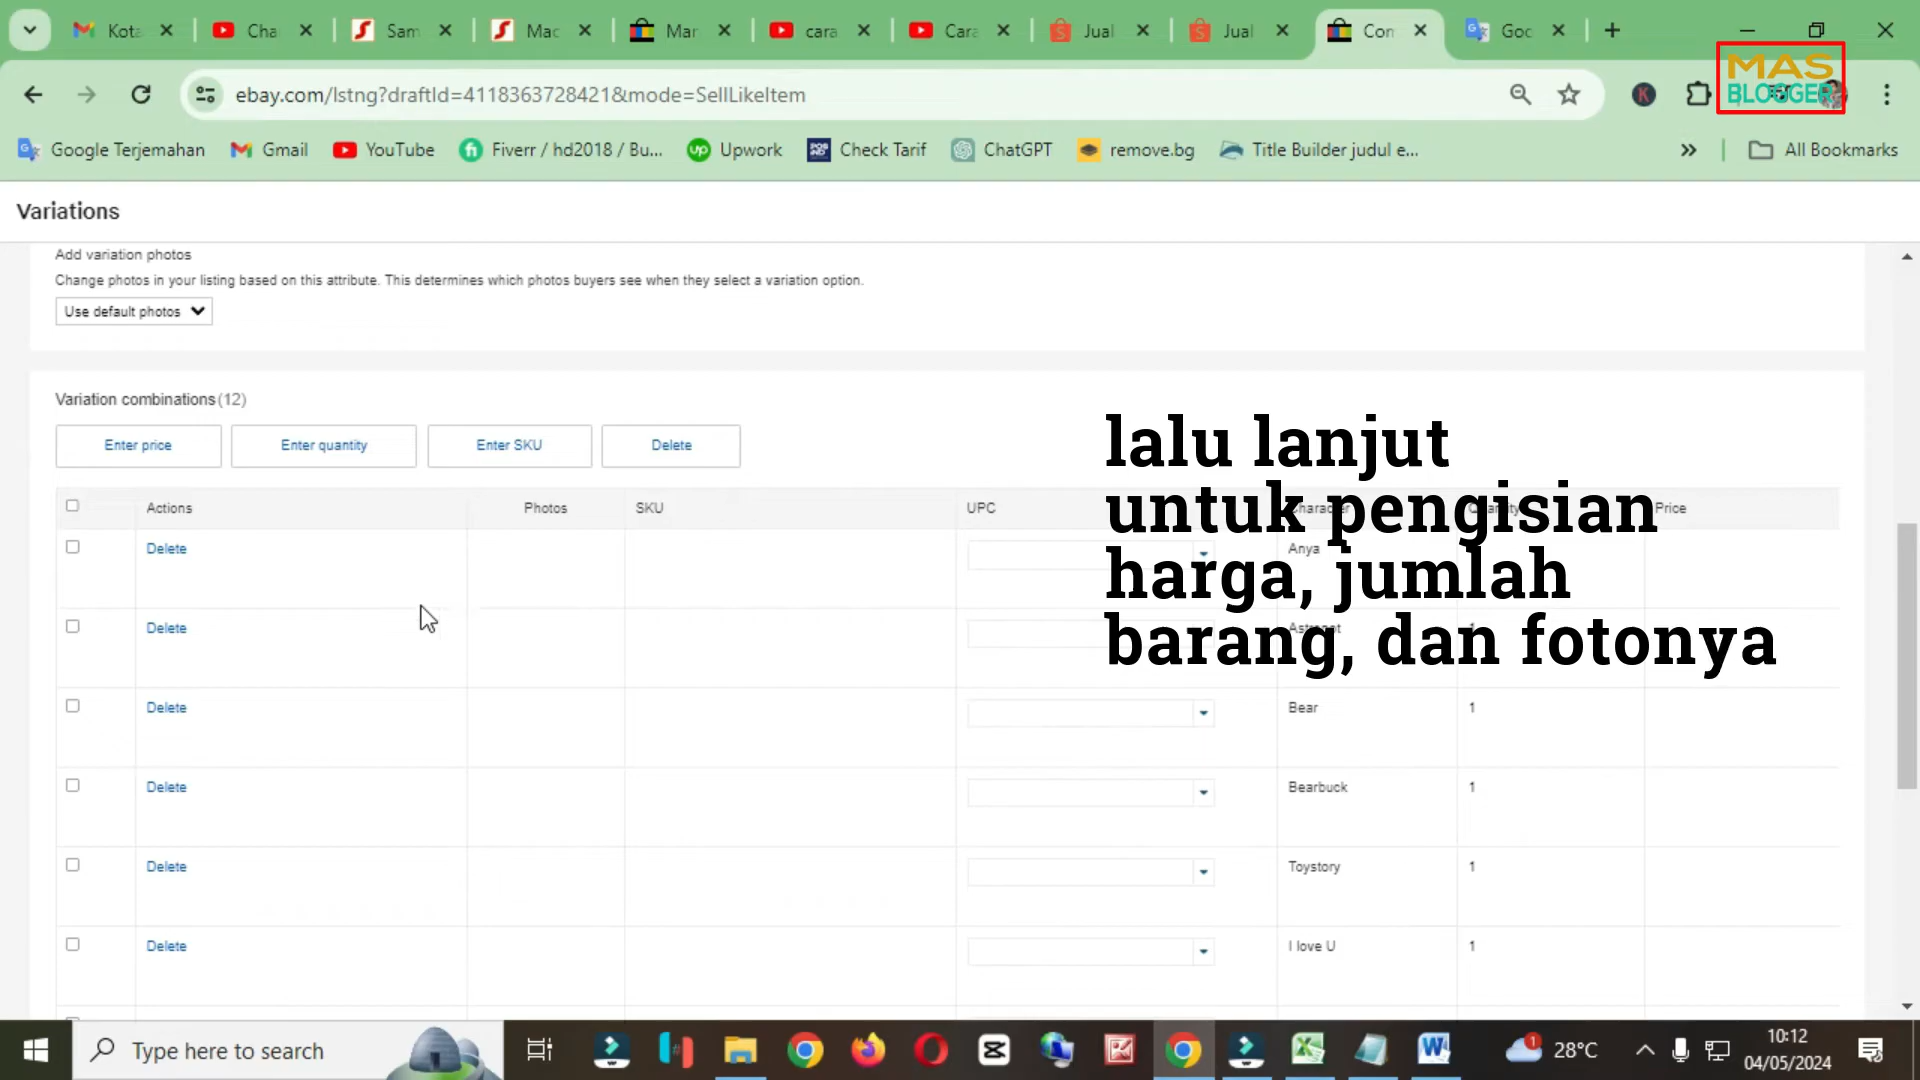 Kota
Cha
Sam
Mac
Mar
cara
Cara
Jual
Jual
Con
Goo
ebay.com/lstng?draftId=4118363728421&mode=SellLikeItem
K
MAS
BLOGGER
Google Terjemahan
Gmail
YouTube
Fiverr / hd2018 / Bu...
Upwork
Check Tarif
ChatGPT
remove.bg
Title Builder judul e...
All Bookmarks
Variations
Add variation photos
Change photos in your listing based on this attribute. This determines which photos buyers see when they select a variation option.
Use default photos
Variation combinations (12)
Enter price
Enter quantity
Enter SKU
Delete
lalu lanjut
untuk pengisian
harga, jumlah
barang, dan fotonya
Actions
Photos
SKU
UPC
Character
Quantity
Price
Delete
Anya
Delete
Astronot
Delete
Bear
1
Delete
Bearbuck
1
Delete
Toystory
1
Delete
I love U
1
Type here to search
28°C
10:12
04/05/2024